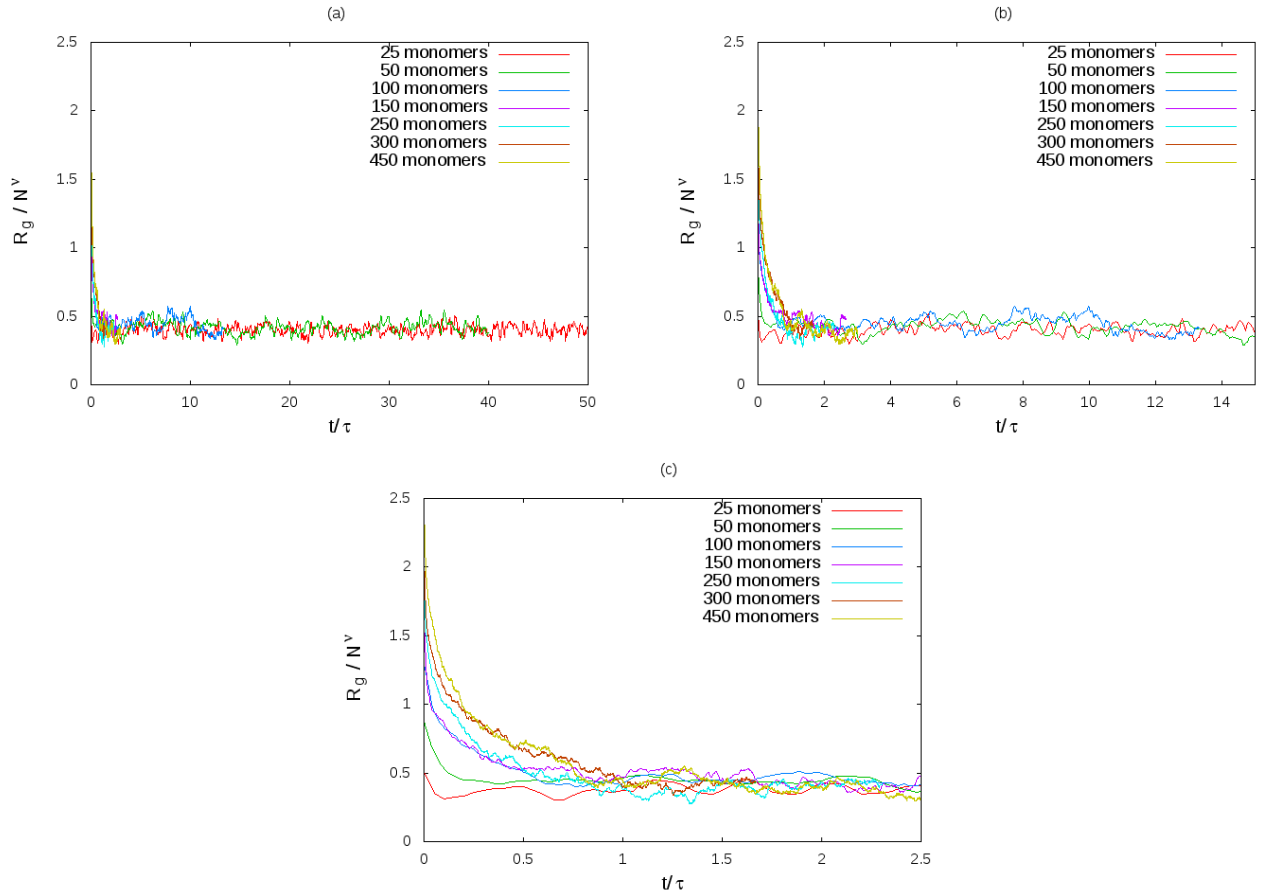 (a)
2.5
2
1.5
1
0.5
0
0 10 20 30 40 50
R_g / N^ν
t/τ
25 monomers
50 monomers
100 monomers
150 monomers
250 monomers
300 monomers
450 monomers
(b)
2.5
2
1.5
1
0.5
0
0 2 4 6 8 10 12 14
R_g / N^ν
t/τ
25 monomers
50 monomers
100 monomers
150 monomers
250 monomers
300 monomers
450 monomers
(c)
2.5
2
1.5
1
0.5
0
0 0.5 1 1.5 2 2.5
R_g / N^ν
t/τ
25 monomers
50 monomers
100 monomers
150 monomers
250 monomers
300 monomers
450 monomers